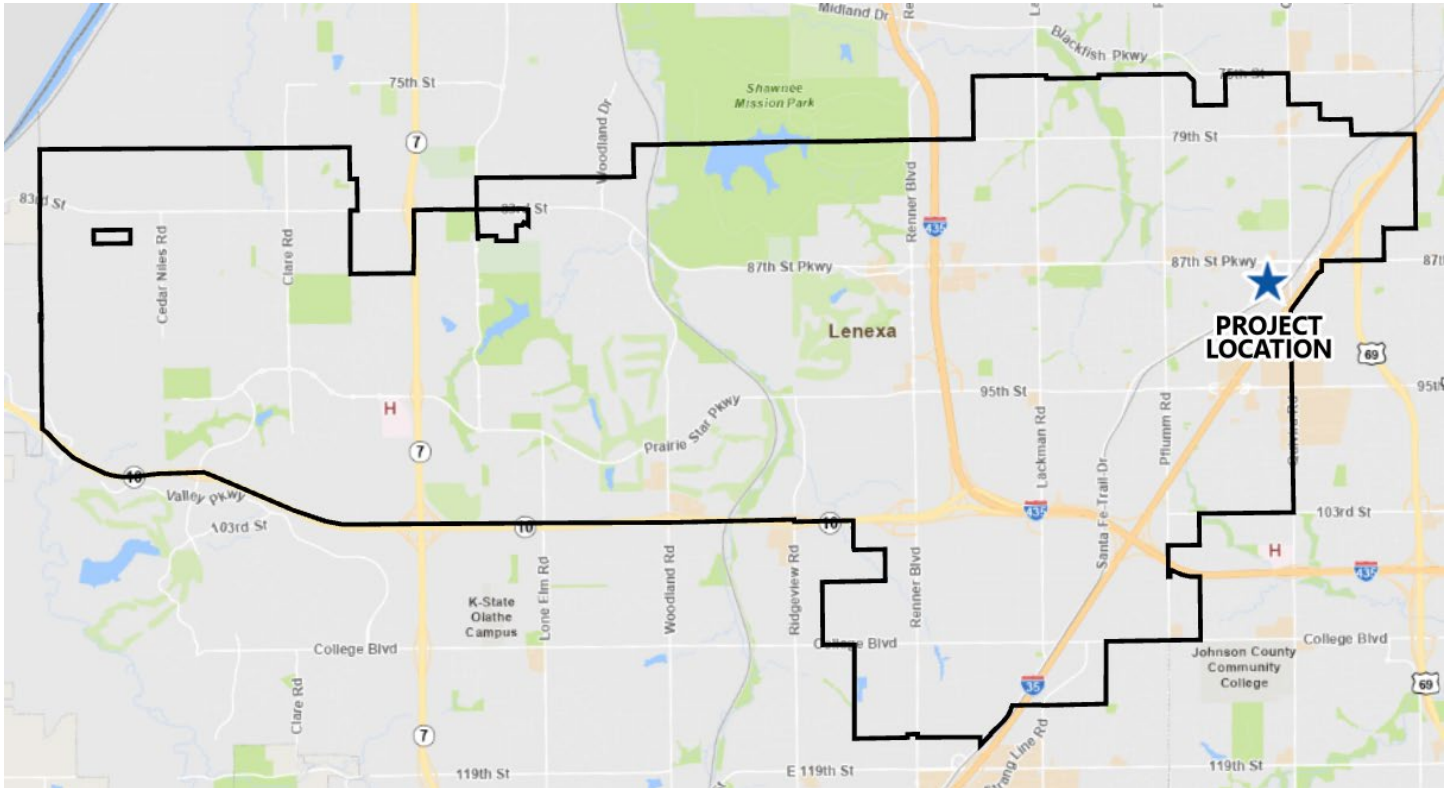 Midland Dr
Blackfish Pkwy
75th St
75th St
Shawnee
Mission Park
79th St
7
Woodland Dr
83rd St
83rd St
Renner Blvd
435
Cedar Niles Rd
Clare Rd
87th St Pkwy
87th St Pkwy
Lenexa
PROJECT
LOCATION
69
95th St
H
Prairie Star Pkwy
7
Lackman Rd
Pflumm Rd
Santa Fe-Trail-Dr
10
Valley Pkwy
103rd St
10
10
435
103rd St
H
435
Lone Elm Rd
Woodland Rd
Ridgeview Rd
Renner Blvd
K-State
Olathe
Campus
College Blvd
College Blvd
College Blvd
Johnson County
Community
College
35
69
Clare Rd
7
Strang Line Rd
119th St
E 119th St
119th St